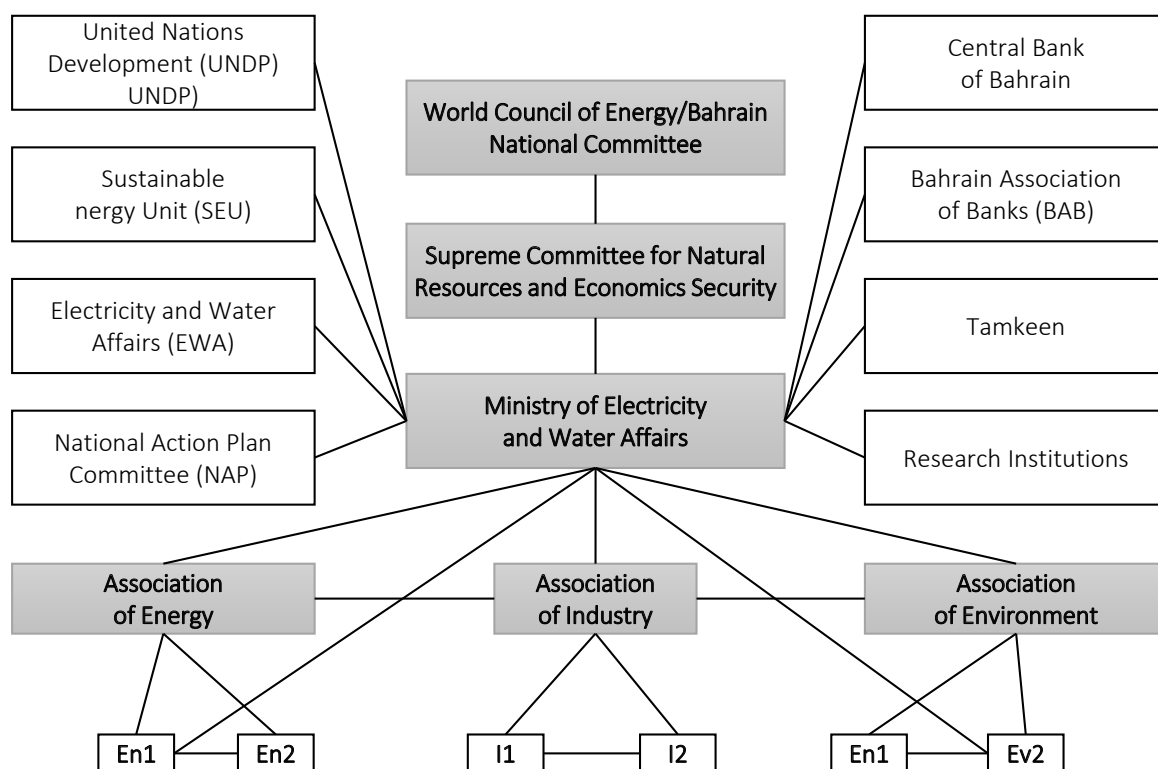 United Nations
Development (UNDP)
UNDP)
Sustainable
nergy Unit (SEU)
Electricity and Water
Affairs (EWA)
National Action Plan
Committee (NAP)
World Council of Energy/Bahrain
National Committee
Supreme Committee for Natural
Resources and Economics Security
Ministry of Electricity
and Water Affairs
Central Bank
of Bahrain
Bahrain Association
of Banks (BAB)
Tamkeen
Research Institutions
Association
of Energy
Association
of Industry
Association
of Environment
En1
En2
I1
I2
En1
Ev2